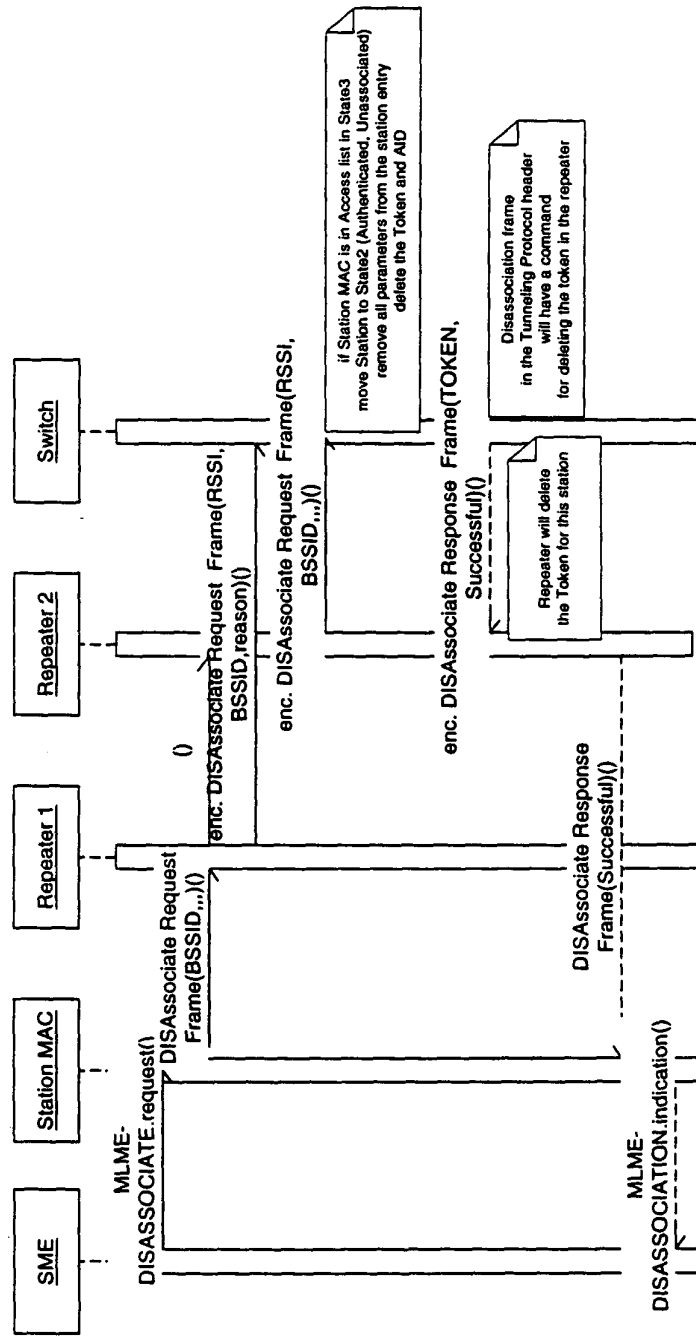 SME
Station MAC
Repeater 1
Repeater 2
Switch
MLME-
DISASSOCIATE.request()
DISAssociate Request
Frame(BSSID,,,)()
()
enc. DISAssociate Request Frame(RSSI,
BSSID,reason)()
enc. DISAssociate Request Frame(RSSI,
BSSID,,,)()
if Station MAC is in Access list in State3
move Station to State2 (Authenticated, Unassociated)
remove all parameters from the station entry
delete the Token and AID
enc. DISAssociate Response Frame(TOKEN,
Successful)()
Disassociation frame
in the Tunneling Protocol header
will have a command
for deleting the token in the repeater
Repeater will delete
the Token for this station
DISAssociate Response
Frame(Successful)()
MLME-
DISASSOCIATION.indication()